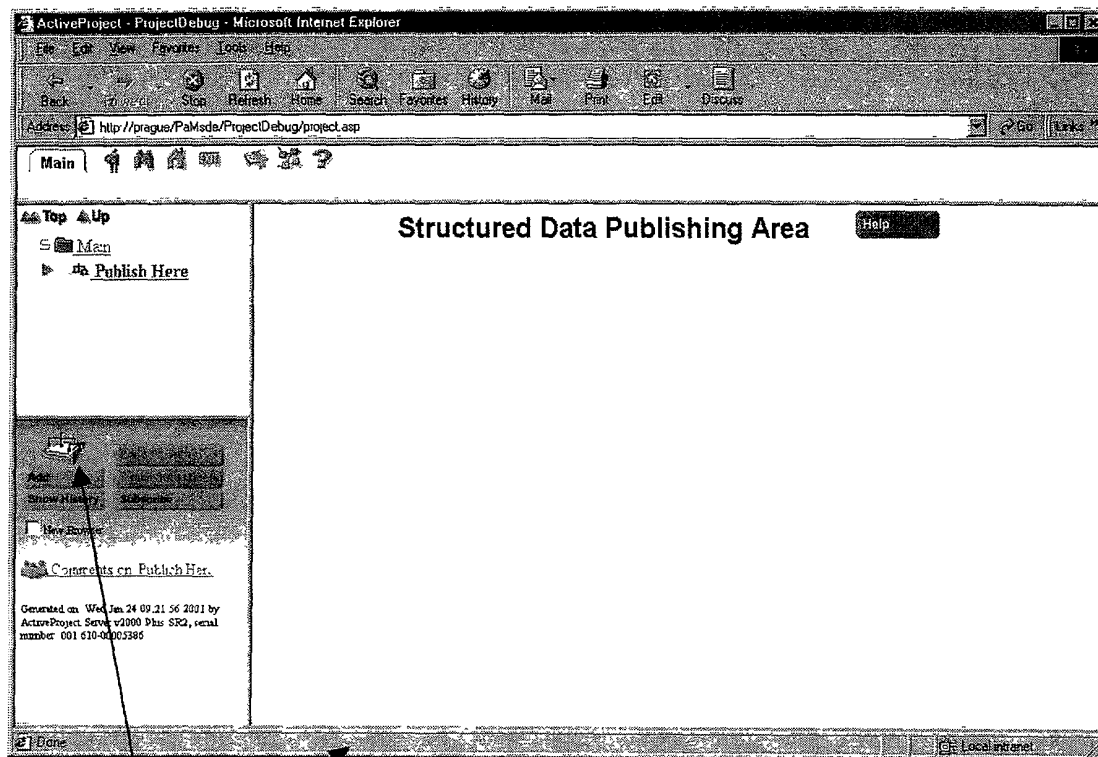 ActiveProject - ProjectDebug - Microsoft Internet Explorer
File Edit View Favorites Tools Help
Back Forward Stop Refresh Home Search Favorites History Mail Print Edit Discuss
Address http://prague/PaMsde/ProjectDebug/project.asp Go Links
Main
Top Up
Structured Data Publishing Area
Help
Main
Publish Here
Add
Show History Subscribe
New Browser
Comments on Publish Here
Generated on Wed Jan 24 09:21:56 2001 by
ActiveProject Server v2000 Plus SR2, serial
number 001 610-00005386
Done Local intranet